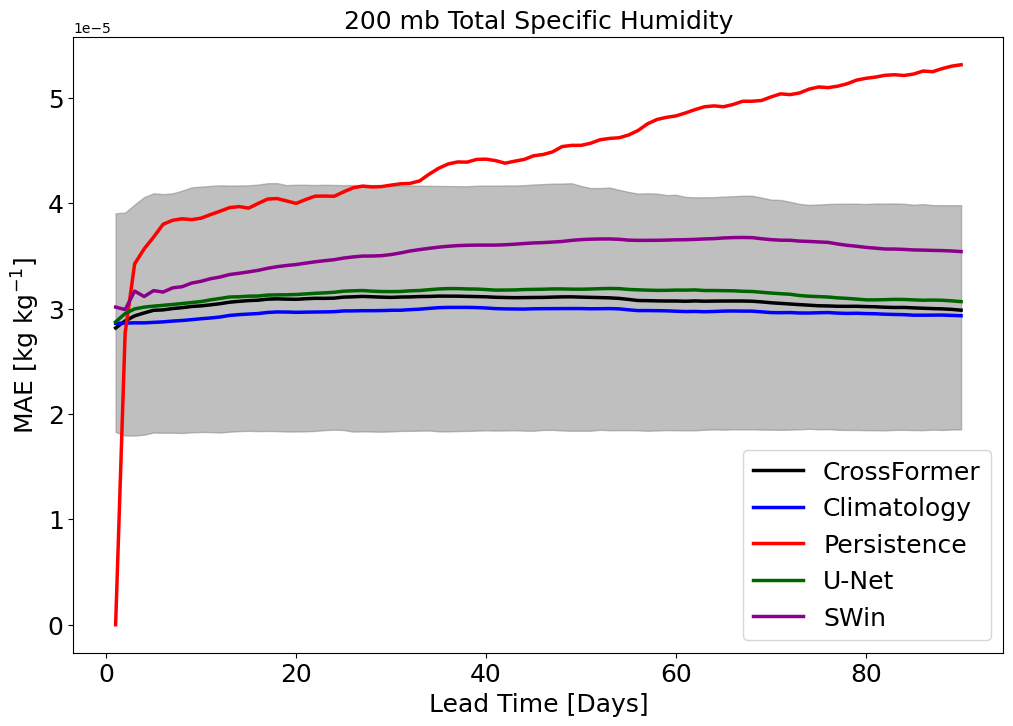 200 mb Total Specific Humidity
1e−5
5
4
3
2
1
0
MAE [kg kg⁻¹]
0 20 40 60 80
Lead Time [Days]
CrossFormer
Climatology
Persistence
U-Net
SWin